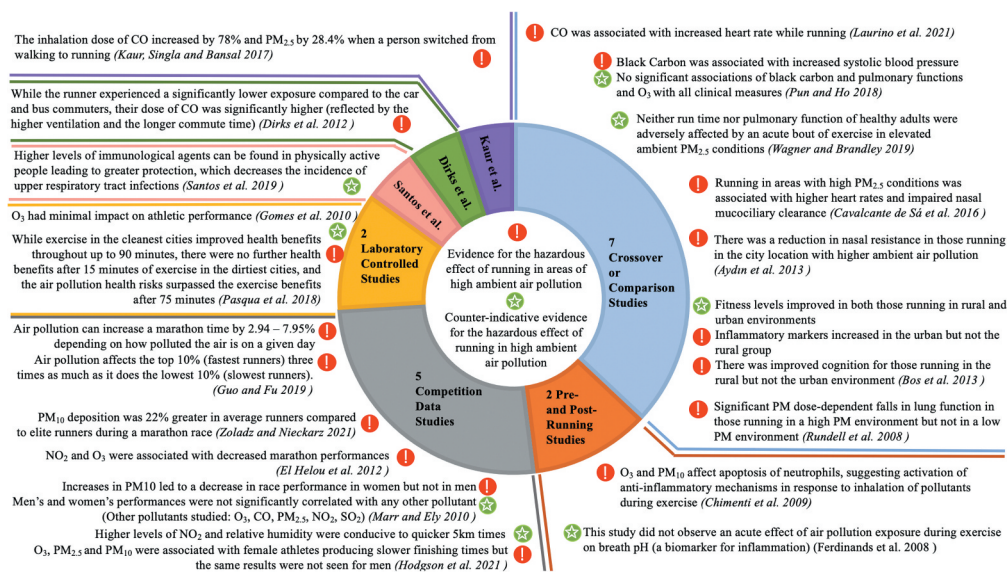 The inhalation dose of CO increased by 78% and PM2.5 by 28.4% when a person switched from
walking to running (Kaur, Singla and Bansal 2017)
While the runner experienced a significantly lower exposure compared to the car
and bus commuters, their dose of CO was significantly higher (reflected by the
higher ventilation and the longer commute time) (Dirks et al. 2012 )
Higher levels of immunological agents can be found in physically active
people leading to greater protection, which decreases the incidence of
upper respiratory tract infections (Santos et al. 2019 )
O3 had minimal impact on athletic performance (Gomes et al. 2010 )
While exercise in the cleanest cities improved health benefits
throughout up to 90 minutes, there were no further health
benefits after 15 minutes of exercise in the dirtiest cities, and
the air pollution health risks surpassed the exercise benefits
after 75 minutes (Pasqua et al. 2018)
Air pollution can increase a marathon time by 2.94 – 7.95%
depending on how polluted the air is on a given day
Air pollution affects the top 10% (fastest runners) three
times as much as it does the lowest 10% (slowest runners).
(Guo and Fu 2019 )
PM10 deposition was 22% greater in average runners compared
to elite runners during a marathon race (Zoladz and Nieckarz 2021)
NO2 and O3 were associated with decreased marathon performances
(El Helou et al. 2012 )
Increases in PM10 led to a decrease in race performance in women but not in men
Men's and women's performances were not significantly correlated with any other pollutant
(Other pollutants studied: O3, CO, PM2.5, NO2, SO2) (Marr and Ely 2010 )
Higher levels of NO2 and relative humidity were conducive to quicker 5km times
O3, PM2.5 and PM10 were associated with female athletes producing slower finishing times but
the same results were not seen for men (Hodgson et al. 2021 )
Kaur et al.
Dirks et al.
Santos et al.
2
Laboratory
Controlled
Studies
5
Competition
Data
Studies
2 Pre-
and Post-
Running
Studies
7
Crossover
or
Comparison
Studies
Evidence for the hazardous
effect of running in areas of
high ambient air pollution
Counter-indicative evidence
for the hazardous effect of
running in high ambient
air pollution
CO was associated with increased heart rate while running (Laurino et al. 2021)
Black Carbon was associated with increased systolic blood pressure
No significant associations of black carbon and pulmonary functions
and O3 with all clinical measures (Pun and Ho 2018)
Neither run time nor pulmonary function of healthy adults were
adversely affected by an acute bout of exercise in elevated
ambient PM2.5 conditions (Wagner and Brandley 2019)
Running in areas with high PM2.5 conditions was
associated with higher heart rates and impaired nasal
mucociliary clearance (Cavalcante de Sá et al. 2016)
There was a reduction in nasal resistance in those running
in the city location with higher ambient air pollution
(Aydın et al. 2013)
Fitness levels improved in both those running in rural and
urban environments
Inflammatory markers increased in the urban but not the
rural group
There was improved cognition for those running in the
rural but not the urban environment (Bos et al. 2013 )
Significant PM dose-dependent falls in lung function in
those running in a high PM environment but not in a low
PM environment (Rundell et al. 2008 )
O3 and PM10 affect apoptosis of neutrophils, suggesting activation of
anti-inflammatory mechanisms in response to inhalation of pollutants
during exercise (Chimenti et al. 2009)
This study did not observe an acute effect of air pollution exposure during exercise
on breath pH (a biomarker for inflammation) (Ferdinands et al. 2008 )